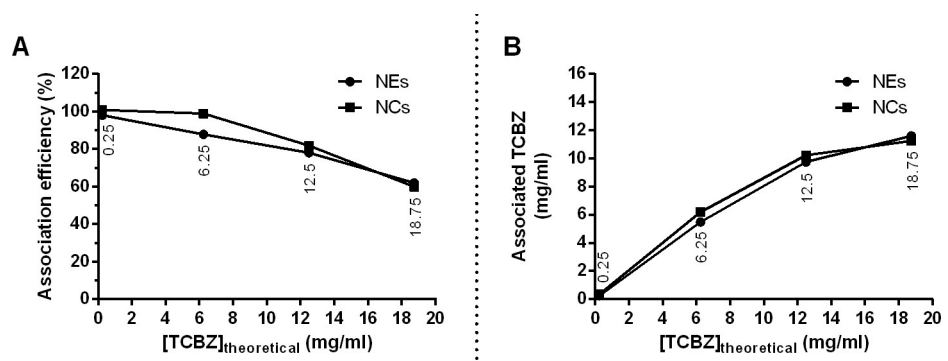 A
Association efficiency (%)
120
100
80
60
40
20
0
NEs
NCs
0.25
6.25
12.5
18.75
0 2 4 6 8 10 12 14 16 18 20
[TCBZ]theoretical (mg/ml)
B
Associated TCBZ
(mg/ml)
16
14
12
10
8
6
4
2
0
NEs
NCs
0.25
6.25
12.5
18.75
0 2 4 6 8 10 12 14 16 18 20
[TCBZ]theoretical (mg/ml)